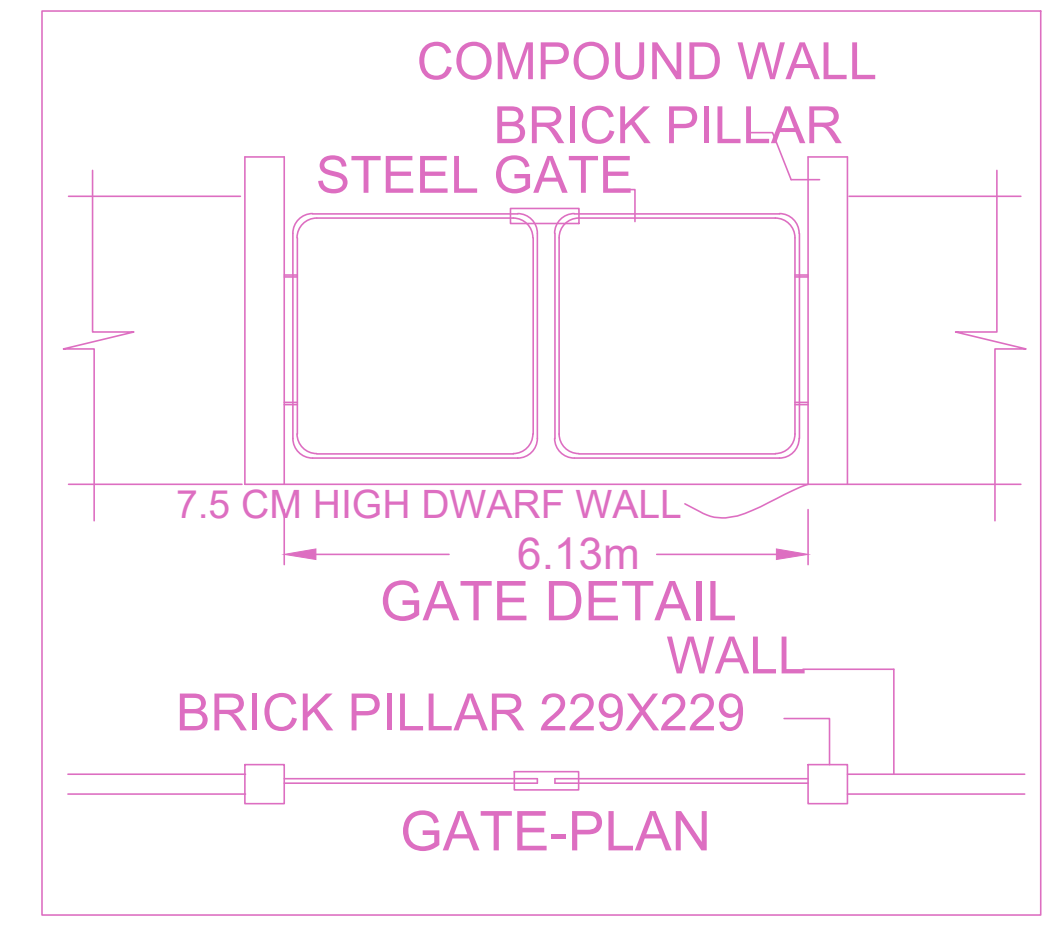 COMPOUND WALL
BRICK PILLAR
STEEL GATE
7.5 CM HIGH DWARF WALL
6.13m
GATE DETAIL
WALL
BRICK PILLAR 229X229
GATE-PLAN